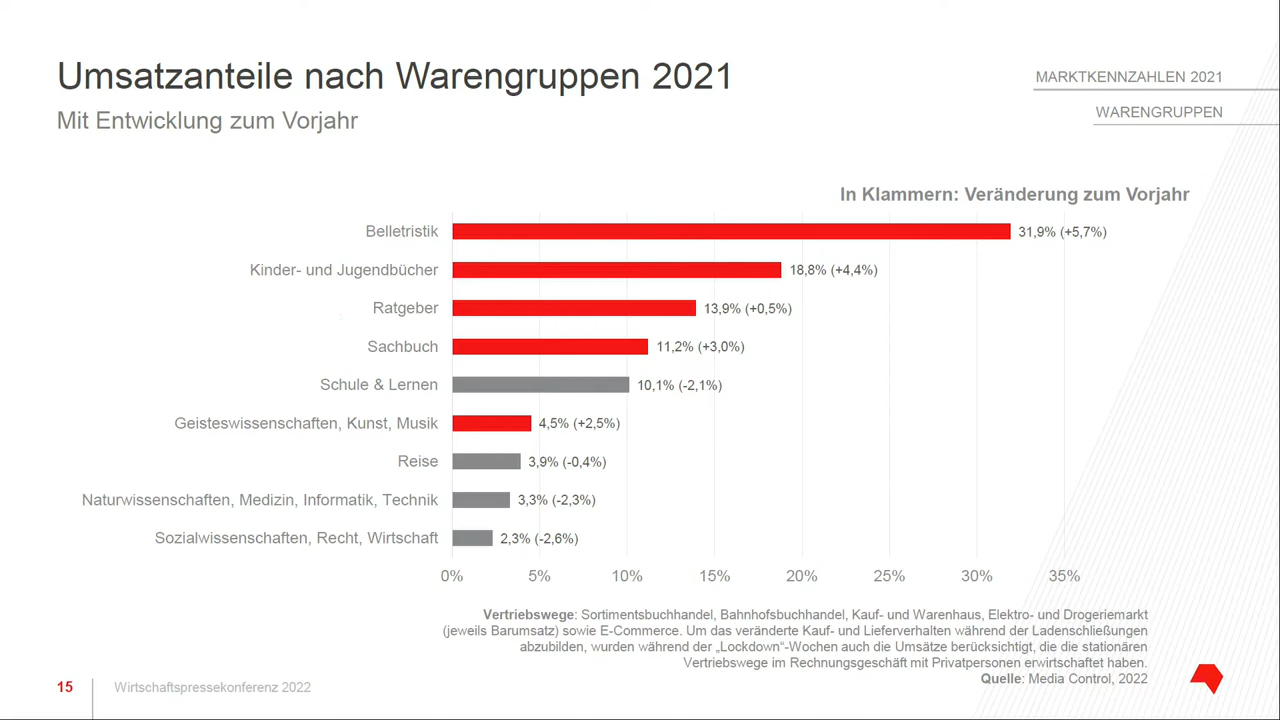 Umsatzanteile nach Warengruppen 2021
Mit Entwicklung zum Vorjahr
MARKTKENNZAHLEN 2021
WARENGRUPPEN
In Klammern: Veränderung zum Vorjahr
Belletristik 31,9% (+5,7%)
Kinder- und Jugendbücher 18,8% (+4,4%)
Ratgeber 13,9% (+0,5%)
Sachbuch 11,2% (+3,0%)
Schule & Lernen 10,1% (-2,1%)
Geisteswissenschaften, Kunst, Musik 4,5% (+2,5%)
Reise 3,9% (-0,4%)
Naturwissenschaften, Medizin, Informatik, Technik 3,3% (-2,3%)
Sozialwissenschaften, Recht, Wirtschaft 2,3% (-2,6%)
0% 5% 10% 15% 20% 25% 30% 35%
Vertriebswege: Sortimentsbuchhandel, Bahnhofsbuchhandel, Kauf- und Warenhaus, Elektro- und Drogeriemarkt
(jeweils Barumsatz) sowie E-Commerce. Um das veränderte Kauf- und Lieferverhalten während der Ladenschließungen
abzubilden, wurden während der „Lockdown“-Wochen auch die Umsätze berücksichtigt, die die stationären
Vertriebswege im Rechnungsgeschäft mit Privatpersonen erwirtschaftet haben.
Quelle: Media Control, 2022
15 Wirtschaftspressekonferenz 2022